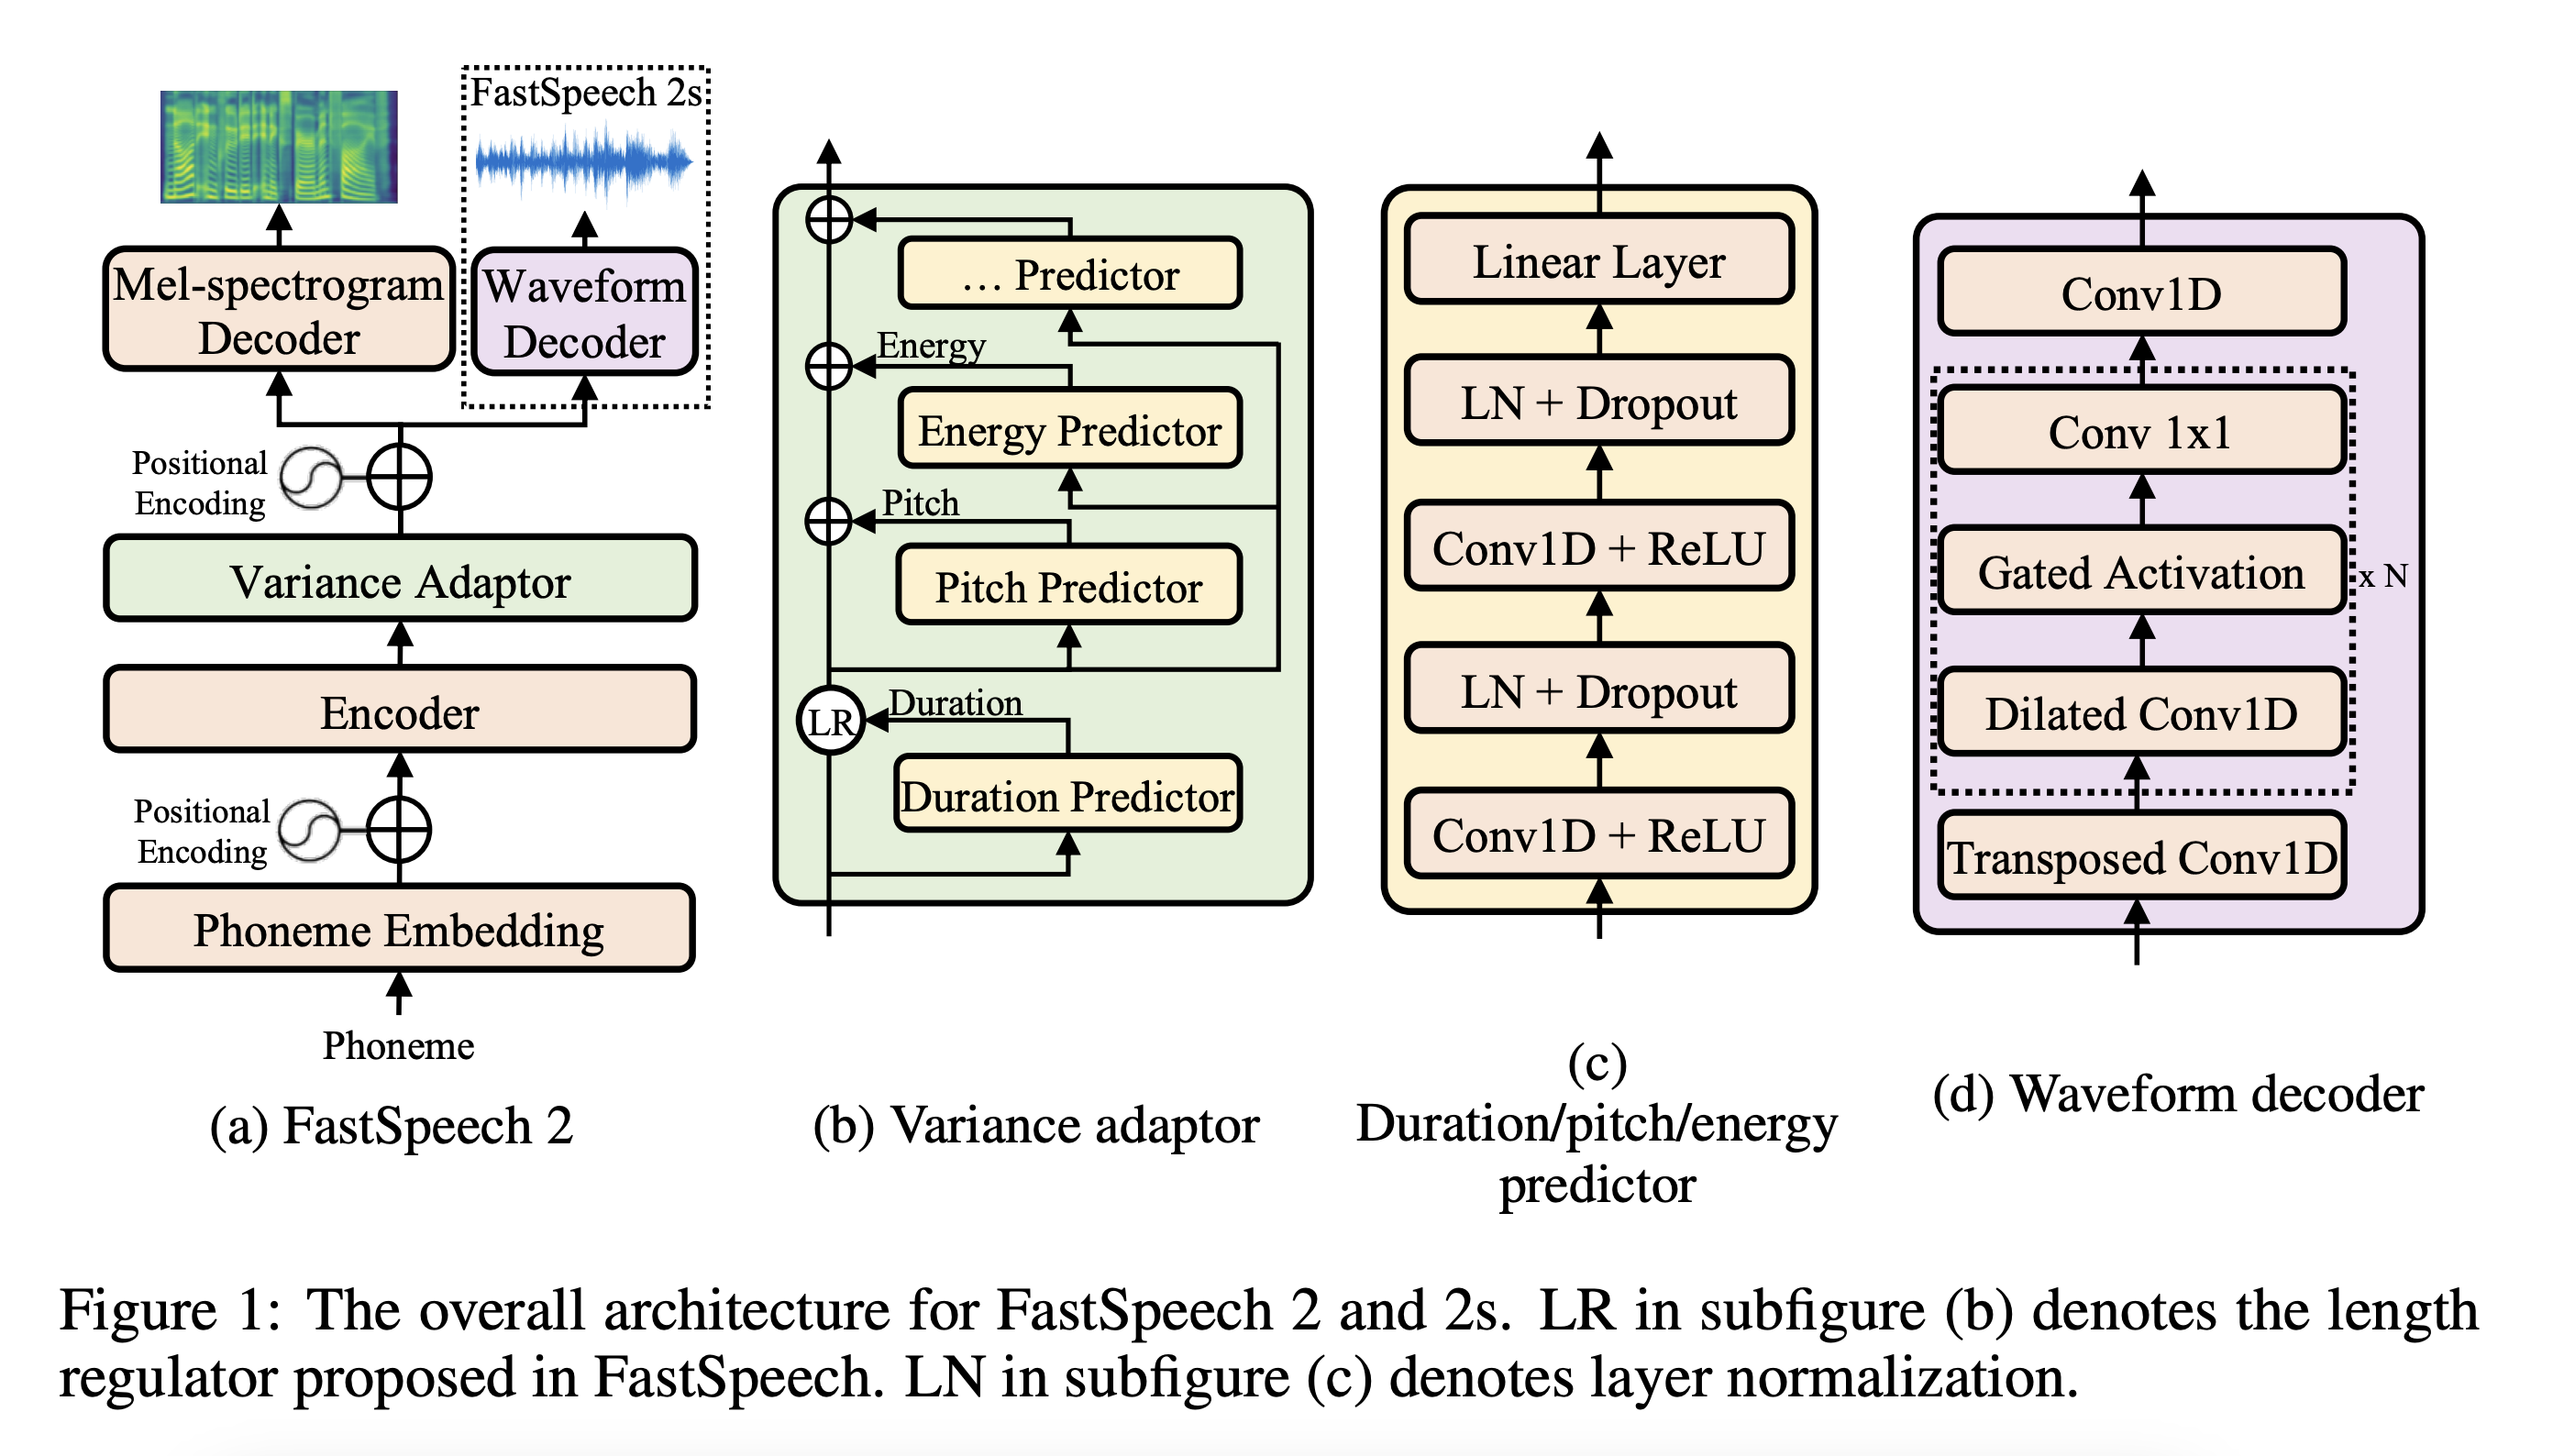 FastSpeech 2s
Mel-spectrogram
Decoder
Waveform
Decoder
Positional
Encoding
Variance Adaptor
Encoder
Positional
Encoding
Phoneme Embedding
Phoneme
(a) FastSpeech 2
... Predictor
Energy
Energy Predictor
Pitch
Pitch Predictor
Duration
LR
Duration Predictor
(b) Variance adaptor
Linear Layer
LN + Dropout
Conv1D + ReLU
LN + Dropout
Conv1D + ReLU
(c)
Duration/pitch/energy
predictor
Conv1D
Conv 1x1
Gated Activation
x N
Dilated Conv1D
Transposed Conv1D
(d) Waveform decoder
Figure 1: The overall architecture for FastSpeech 2 and 2s. LR in subfigure (b) denotes the length
regulator proposed in FastSpeech. LN in subfigure (c) denotes layer normalization.